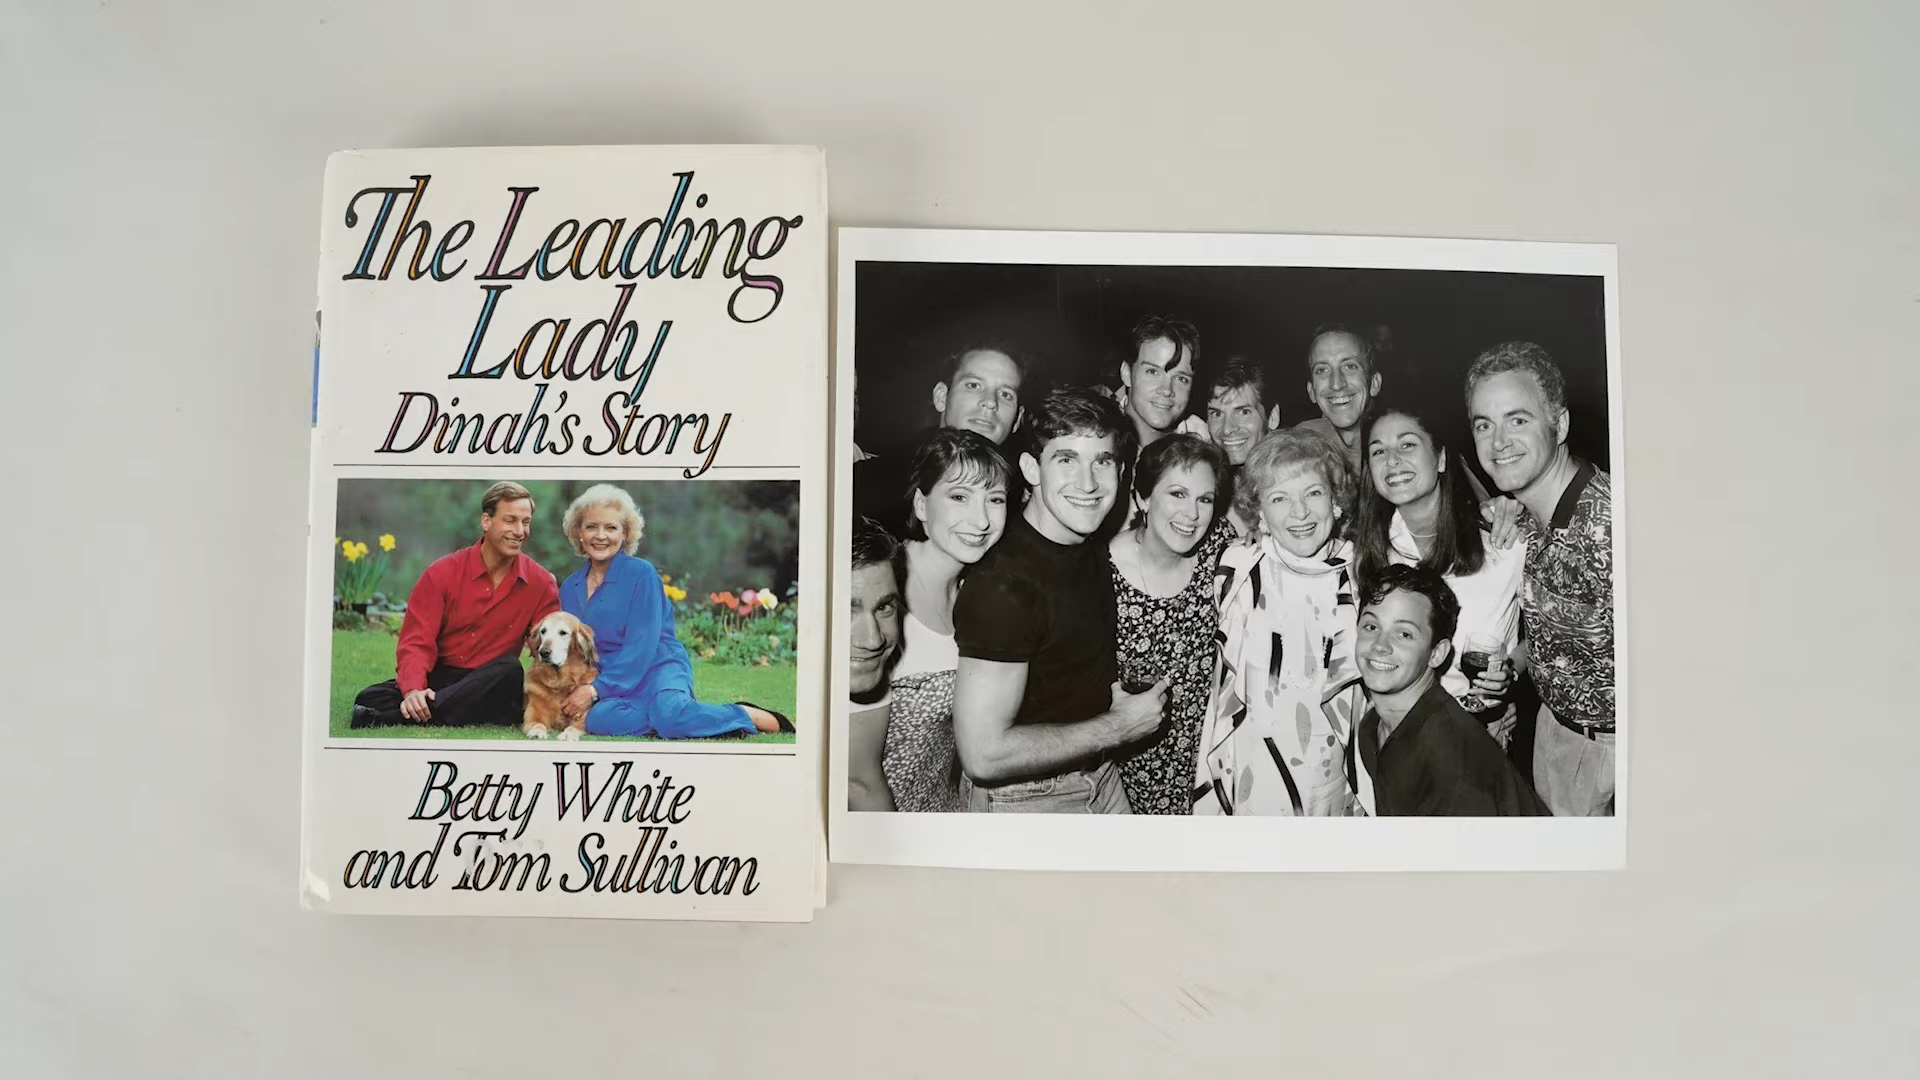 The Leading
Lady
Dinah's Story
Betty White
and Tom Sullivan